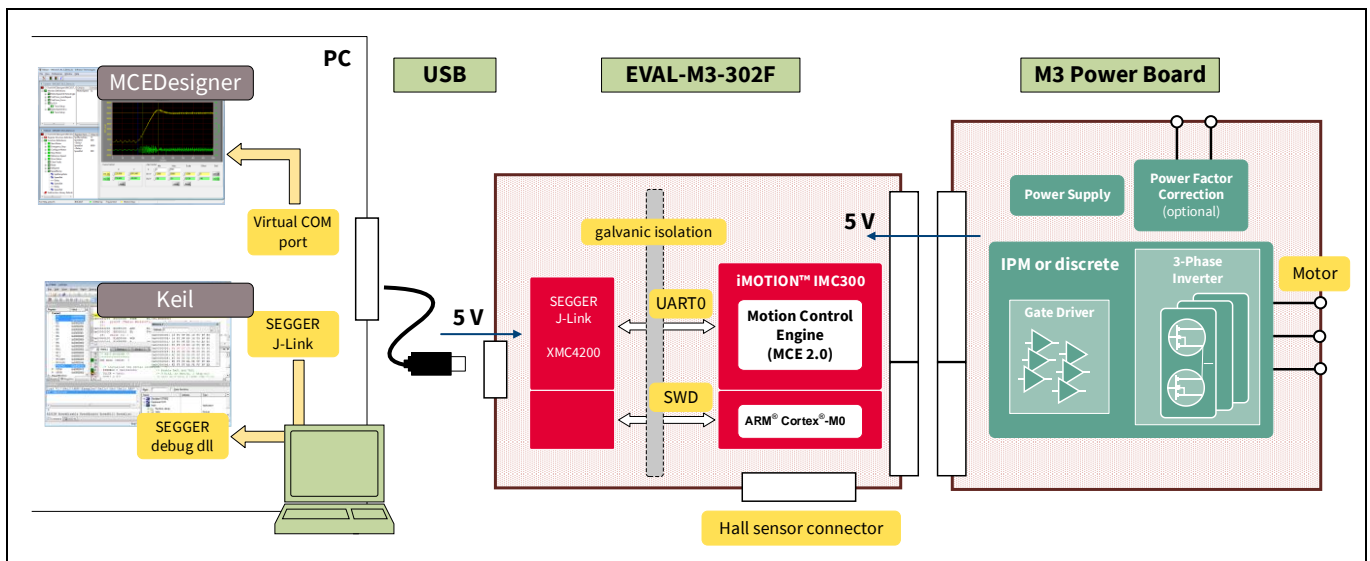 PC
MCEDesigner
Virtual COM
port
Keil
SEGGER
J-Link
SEGGER
debug dll
USB
5 V
EVAL-M3-302F
galvanic isolation
SEGGER
J-Link
XMC4200
UART0
SWD
iMOTION™ IMC300
Motion Control
Engine
(MCE 2.0)
ARM® Cortex®-M0
Hall sensor connector
5 V
M3 Power Board
Power Supply
Power Factor
Correction
(optional)
IPM or discrete
Gate Driver
3-Phase
Inverter
Motor